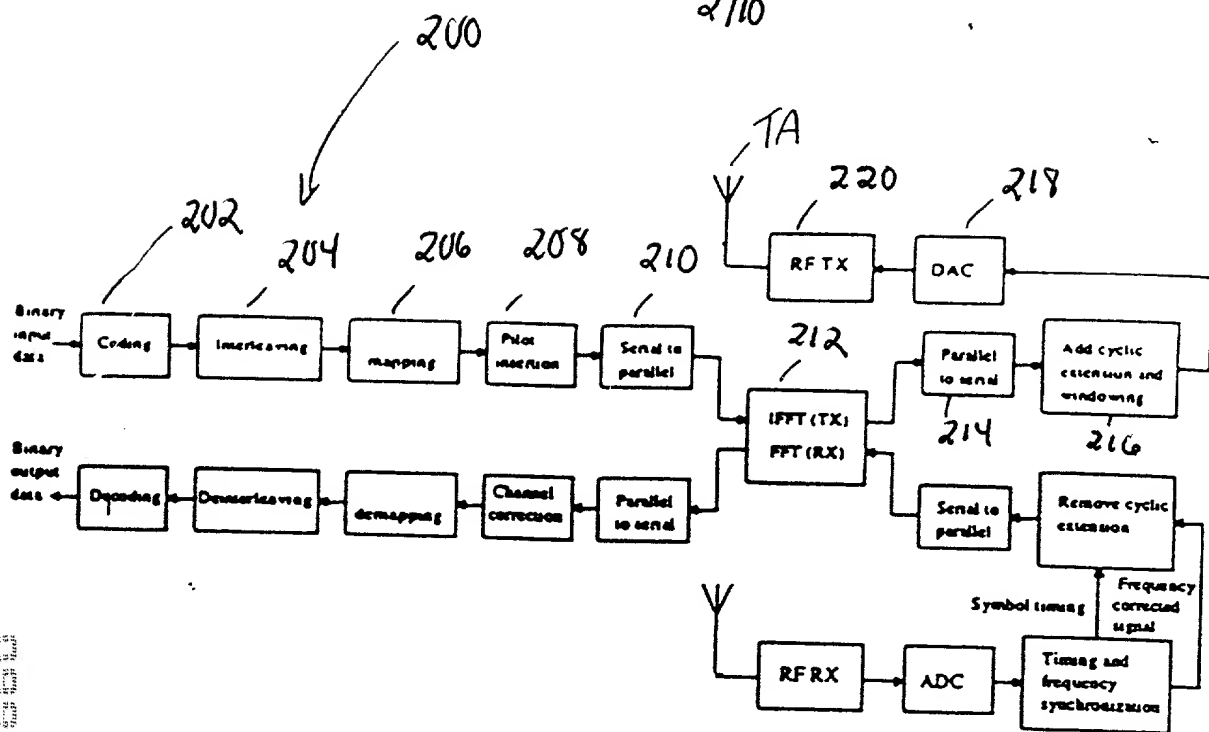 2/10
200
TA
220
218
202
204
206
208
210
RF TX
DAC
Binary
input
data
Coding
Interleaving
mapping
Pilot
insertion
Serial to
parallel
212
IFFT (TX)
FFT (RX)
Parallel
to serial
214
Add cyclic
extension and
windowing
216
Binary
output
data
Decoding
Deinterleaving
demapping
Channel
correction
Parallel
to serial
Serial to
parallel
Remove cyclic
extension
Symbol timing
Frequency
corrected
signal
RF RX
ADC
Timing and
frequency
synchronization